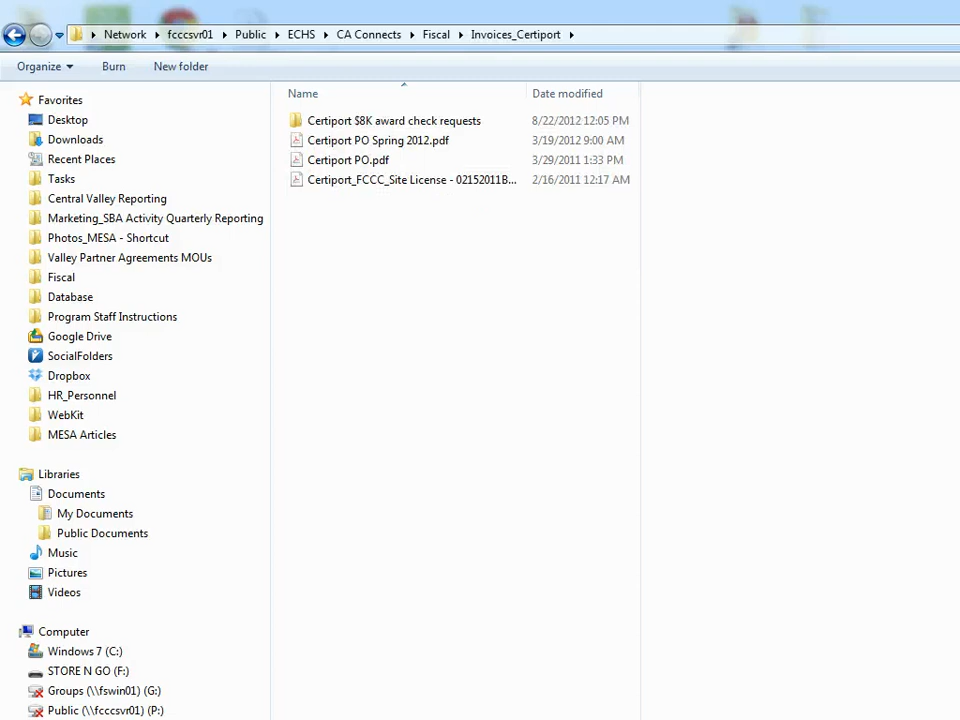 Network fcccsvr01 Public ECHS CA Connects Fiscal Invoices_Certiport
Organize Burn New folder
Name Date modified
Certiport $8K award check requests 8/22/2012 12:05 PM
Certiport PO Spring 2012.pdf 3/19/2012 9:00 AM
Certiport PO.pdf 3/29/2011 1:33 PM
Certiport_FCCC_Site License - 02152011B... 2/16/2011 12:17 AM
Favorites
Desktop
Downloads
Recent Places
Tasks
Central Valley Reporting
Marketing_SBA Activity Quarterly Reporting
Photos_MESA - Shortcut
Valley Partner Agreements MOUs
Fiscal
Database
Program Staff Instructions
Google Drive
SocialFolders
Dropbox
HR_Personnel
WebKit
MESA Articles
Libraries
Documents
My Documents
Public Documents
Music
Pictures
Videos
Computer
Windows 7 (C:)
STORE N GO (F:)
Groups (\\fswin01) (G:)
Public (\\fcccsvr01) (P:)